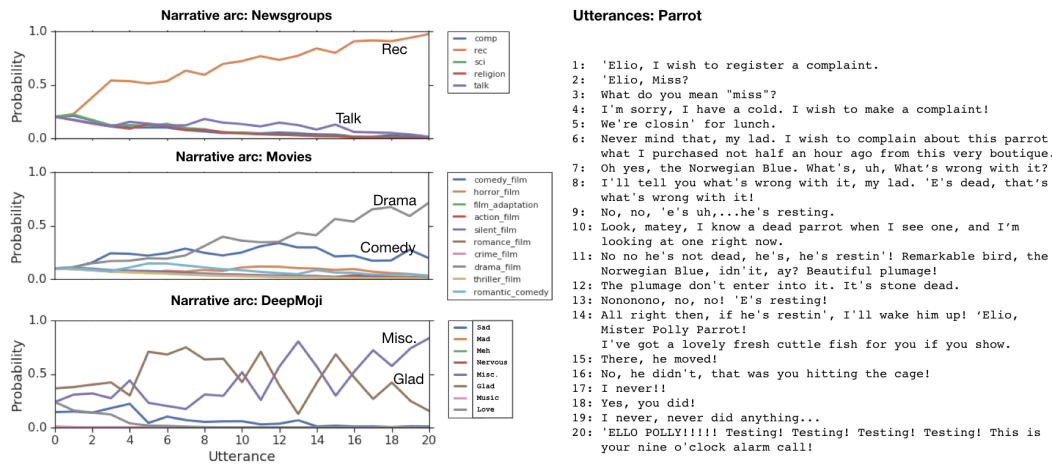 Narrative arc: Newsgroups
1.0
0.5
0.0
Probability
Rec
Talk
comp
rec
sci
religion
talk
Narrative arc: Movies
1.0
0.5
0.0
Probability
Drama
Comedy
comedy_film
horror_film
film_adaptation
action_film
silent_film
romance_film
crime_film
drama_film
thriller_film
romantic_comedy
Narrative arc: DeepMoji
1.0
0.5
0.0
Probability
Misc.
Glad
Sad
Mad
Meh
Nervous
Misc.
Glad
Music
Love
0 2 4 6 8 10 12 14 16 18 20
Utterance
Utterances: Parrot
1: 'Elio, I wish to register a complaint.
2: 'Elio, Miss?
3: What do you mean "miss"?
4: I'm sorry, I have a cold. I wish to make a complaint!
5: We're closin' for lunch.
6: Never mind that, my lad. I wish to complain about this parrot
what I purchased not half an hour ago from this very boutique.
7: Oh yes, the Norwegian Blue. What's, uh, What’s wrong with it?
8: I'll tell you what's wrong with it, my lad. 'E's dead, that’s
what's wrong with it!
9: No, no, 'e's uh,...he's resting.
10: Look, matey, I know a dead parrot when I see one, and I’m
looking at one right now.
11: No no he's not dead, he's, he's restin'! Remarkable bird, the
Norwegian Blue, idn'it, ay? Beautiful plumage!
12: The plumage don't enter into it. It's stone dead.
13: Nononono, no, no! 'E's resting!
14: All right then, if he's restin', I'll wake him up! ‘Elio,
Mister Polly Parrot!
I've got a lovely fresh cuttle fish for you if you show.
15: There, he moved!
16: No, he didn't, that was you hitting the cage!
17: I never!!
18: Yes, you did!
19: I never, never did anything...
20: 'ELLO POLLY!!!!! Testing! Testing! Testing! Testing! This is
your nine o'clock alarm call!